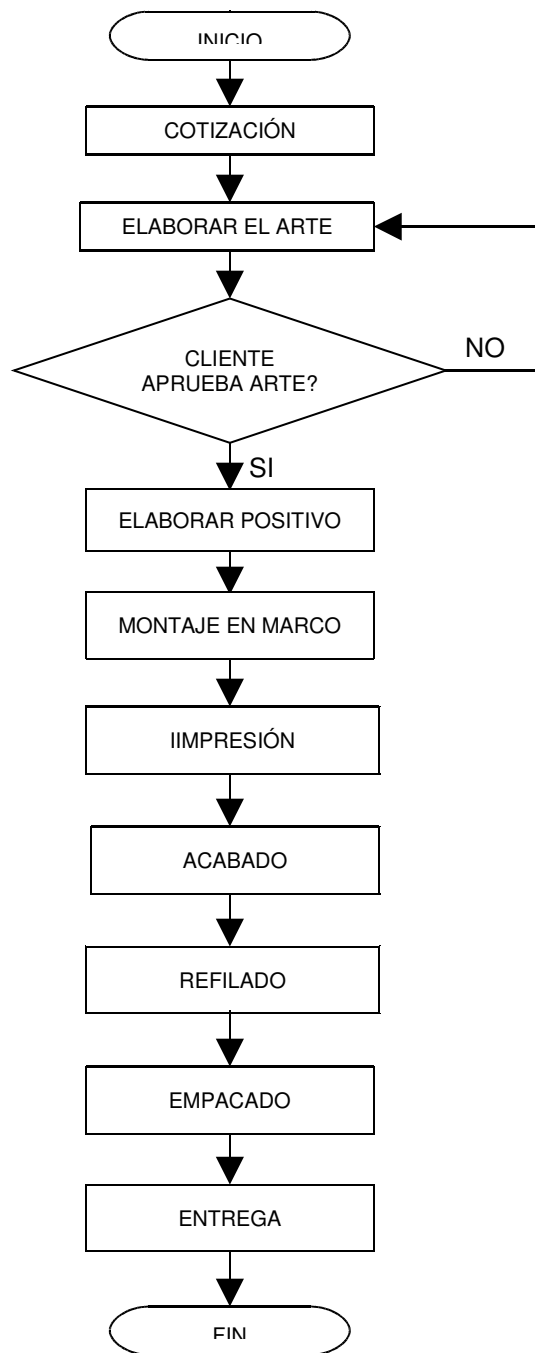 INICIO
COTIZACIÓN
ELABORAR EL ARTE
CLIENTE
APRUEBA ARTE?
NO
SI
ELABORAR POSITIVO
MONTAJE EN MARCO
IIMPRESIÓN
ACABADO
REFILADO
EMPACADO
ENTREGA
FIN